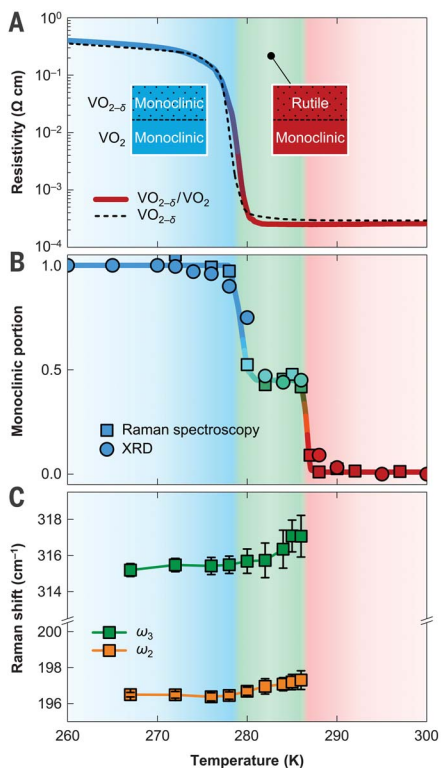 A
Resistivity (Ω cm)
10⁰
10⁻¹
10⁻²
10⁻³
10⁻⁴
VO₂₋δ
Monoclinic
VO₂
Monoclinic
Rutile
Monoclinic
VO₂₋δ/VO₂
VO₂₋δ
B
Monoclinic portion
1.0
0.5
0.0
Raman spectroscopy
XRD
C
Raman shift (cm⁻¹)
318
316
314
200
198
196
ω₃
ω₂
260 270 280 290 300
Temperature (K)